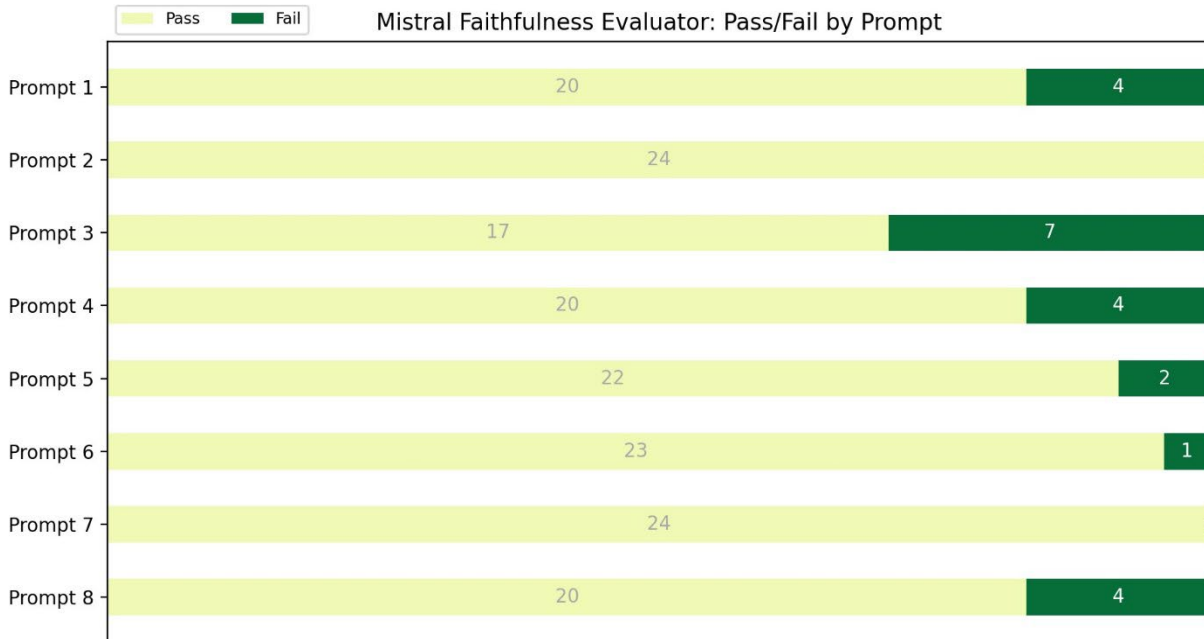 Pass Fail
Mistral Faithfulness Evaluator: Pass/Fail by Prompt
Prompt 1 20 4
Prompt 2 24
Prompt 3 17 7
Prompt 4 20 4
Prompt 5 22 2
Prompt 6 23 1
Prompt 7 24
Prompt 8 20 4